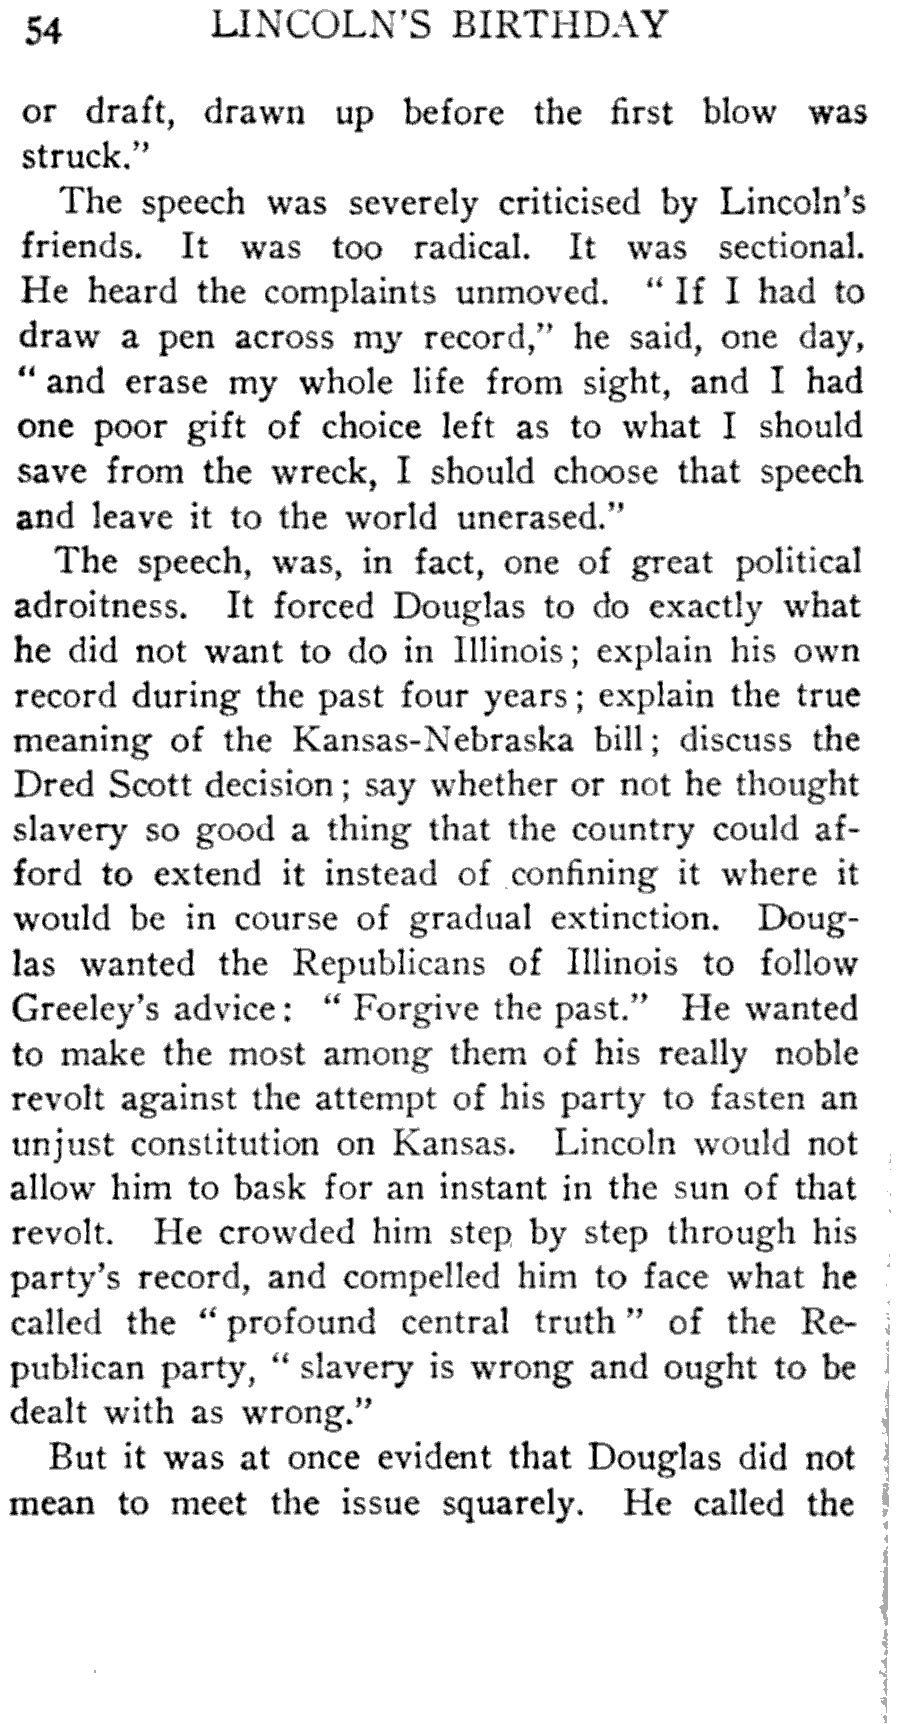 54 LINCOLN'S BIRTHDAY
or draft, drawn up before the first blow was
struck."
The speech was severely criticised by Lincoln's
friends. It was too radical. It was sectional.
He heard the complaints unmoved. "If I had to
draw a pen across my record," he said, one day,
"and erase my whole life from sight, and I had
one poor gift of choice left as to what I should
save from the wreck, I should choose that speech
and leave it to the world unerased."
The speech, was, in fact, one of great political
adroitness. It forced Douglas to do exactly what
he did not want to do in Illinois; explain his own
record during the past four years; explain the true
meaning of the Kansas-Nebraska bill; discuss the
Dred Scott decision; say whether or not he thought
slavery so good a thing that the country could af-
ford to extend it instead of confining it where it
would be in course of gradual extinction. Doug-
las wanted the Republicans of Illinois to follow
Greeley's advice: "Forgive the past." He wanted
to make the most among them of his really noble
revolt against the attempt of his party to fasten an
unjust constitution on Kansas. Lincoln would not
allow him to bask for an instant in the sun of that
revolt. He crowded him step by step through his
party's record, and compelled him to face what he
called the "profound central truth" of the Re-
publican party, "slavery is wrong and ought to be
dealt with as wrong."
But it was at once evident that Douglas did not
mean to meet the issue squarely. He called the